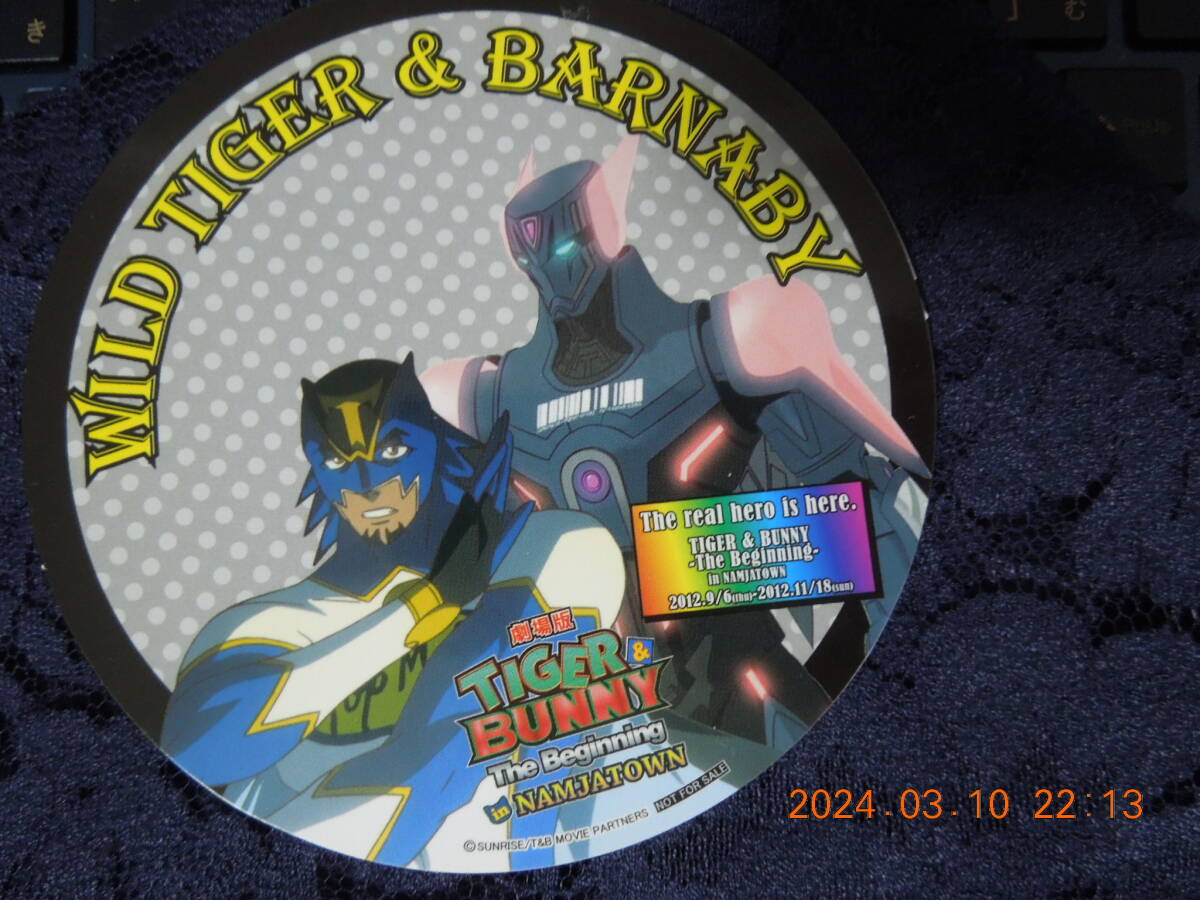 き
む
WILD TIGER & BARNABY
The real hero is here.
TIGER & BUNNY
-The Beginning-
in NAMJATOWN
2012.9/6(thu)-2012.11/18(sun)
劇場版
TIGER &
BUNNY
The Beginning
in NAMJATOWN
©SUNRISE/T&B MOVIE PARTNERS NOT FOR SALE
2024.03.10 22:13